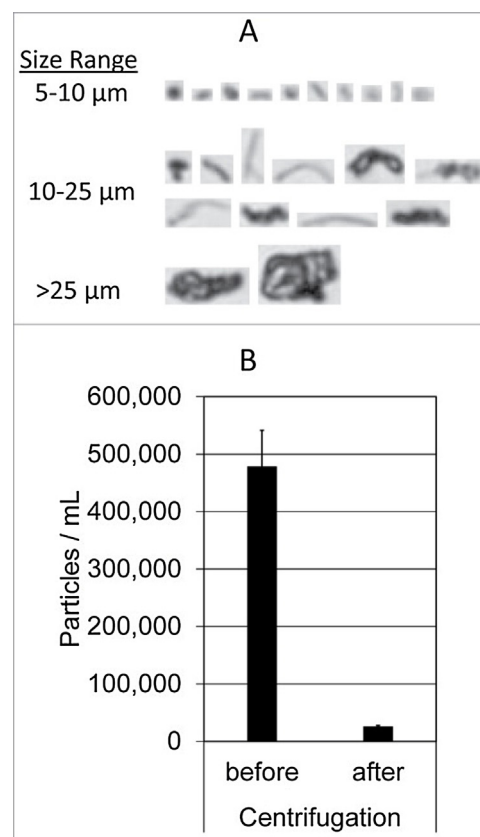 A
Size Range
5-10 µm
10-25 µm
>25 µm
B
Particles / mL
600,000
500,000
400,000
300,000
200,000
100,000
0
before after
Centrifugation